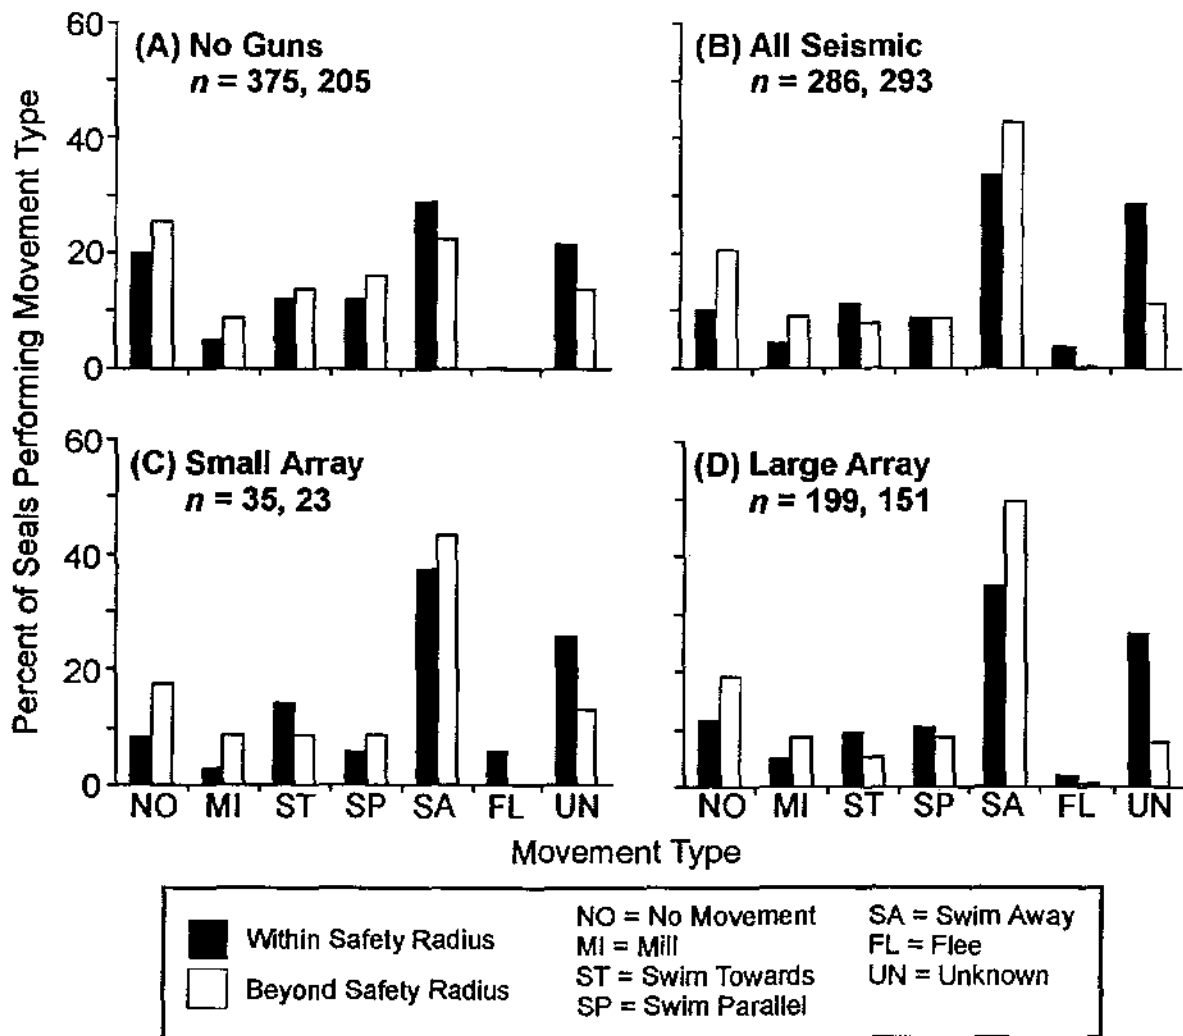 Percent of Seals Performing Movement Type
60
40
20
0
(A) No Guns
n = 375, 205
(B) All Seismic
n = 286, 293
60
40
20
0
(C) Small Array
n = 35, 23
(D) Large Array
n = 199, 151
NO MI ST SP SA FL UN
NO MI ST SP SA FL UN
Movement Type
Within Safety Radius
Beyond Safety Radius
NO = No Movement
MI = Mill
ST = Swim Towards
SP = Swim Parallel
SA = Swim Away
FL = Flee
UN = Unknown